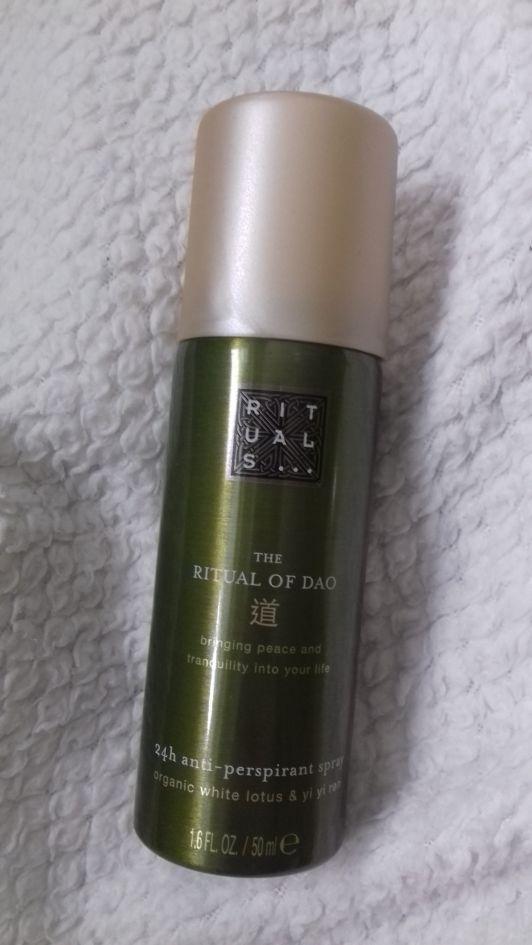 RIT
UAL
S...
THE
RITUAL OF DAO
道
bringing peace and
tranquility into your life
24h anti-perspirant spray
organic white lotus & yi yi ren
1.6 FL. OZ. / 50 ml ℮